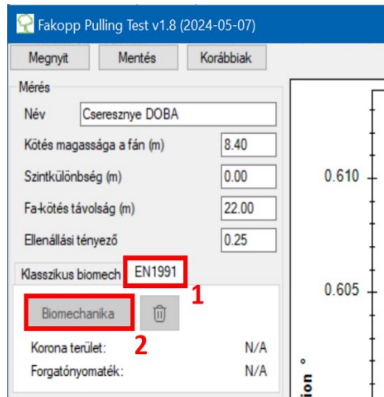 Fakopp Pulling Test v1.8 (2024-05-07)
Megnyit Mentés Korábbiak
Mérés
Név Cseresznye DOBA
Kötés magassága a fán (m) 8.40
Szintkülönbség (m) 0.00
Fa-kötés távolság (m) 22.00
Ellenállási tényező 0.25
Klasszikus biomech EN1991
1
Biomechanika
2
Korona terület: N/A
Forgatónyomaték: N/A
0.610
0.605
ion °